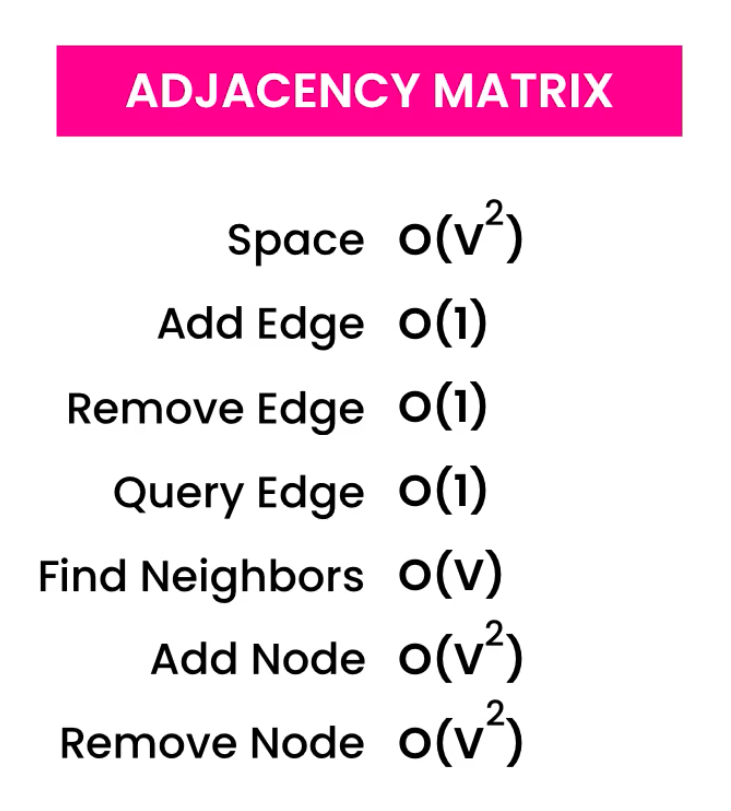 ADJACENCY MATRIX
Space O(V²)
Add Edge O(1)
Remove Edge O(1)
Query Edge O(1)
Find Neighbors O(V)
Add Node O(V²)
Remove Node O(V²)